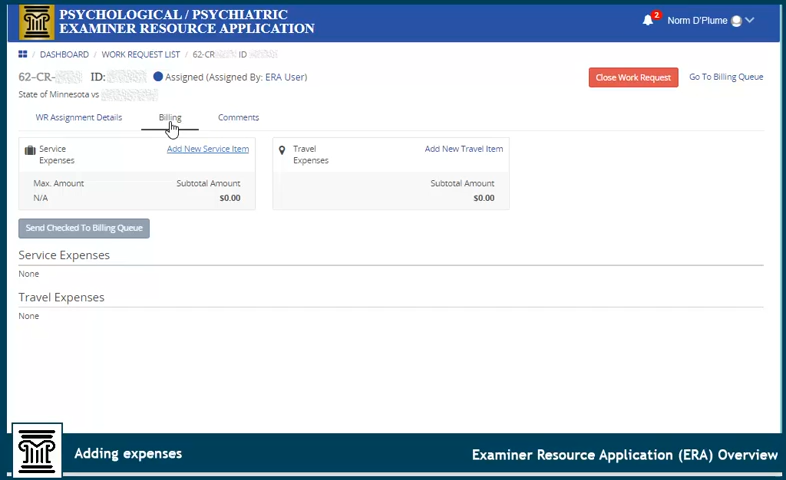 PSYCHOLOGICAL / PSYCHIATRIC
EXAMINER RESOURCE APPLICATION
2
Norm D'Plume
/ DASHBOARD / WORK REQUEST LIST / 62-CR ID
62-CR- ID: Assigned (Assigned By: ERA User)
Close Work Request
Go To Billing Queue
State of Minnesota vs
WR Assignment Details
Billing
Comments
Service
Expenses
Add New Service Item
Max. Amount
Subtotal Amount
N/A
$0.00
Travel
Expenses
Add New Travel Item
Subtotal Amount
$0.00
Send Checked To Billing Queue
Service Expenses
None
Travel Expenses
None
Adding expenses
Examiner Resource Application (ERA) Overview